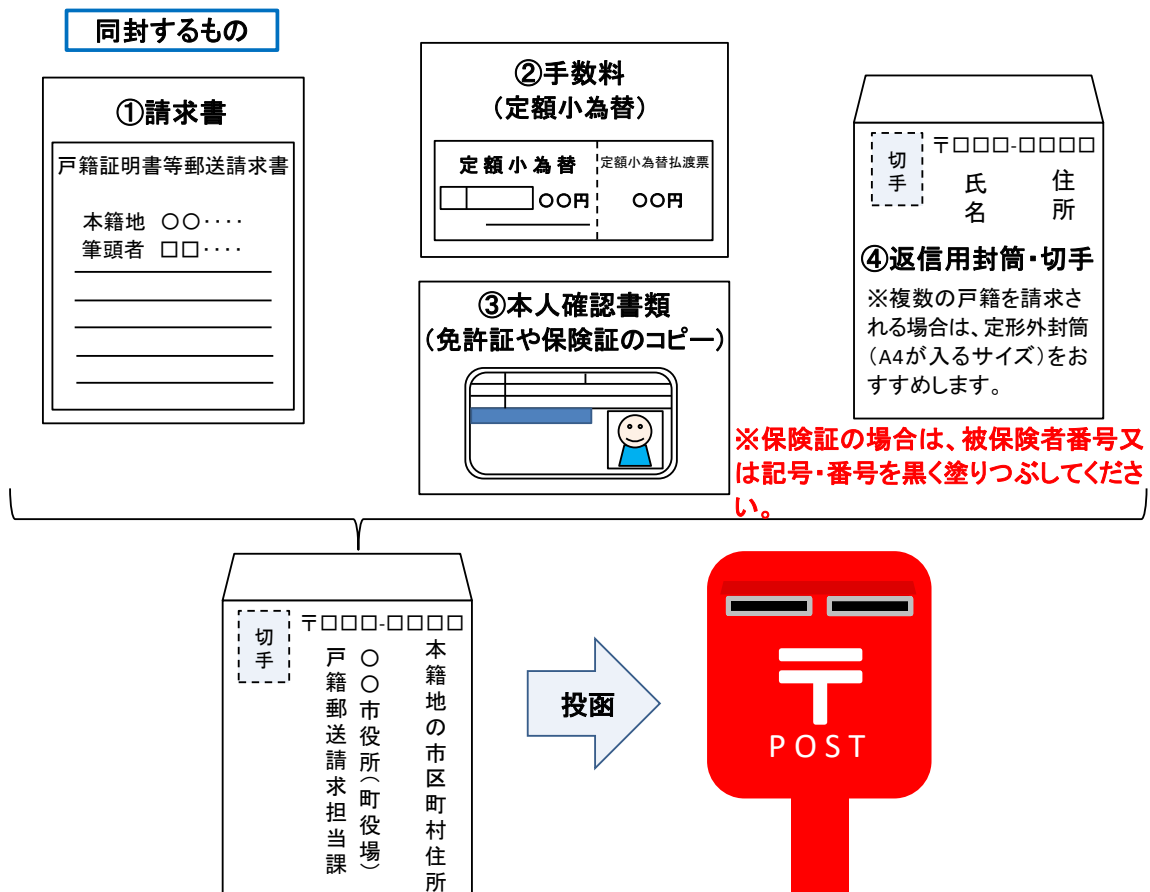 同封するもの
①請求書
戸籍証明書等郵送請求書
本籍地 〇〇‥‥
筆頭者 □□‥‥
②手数料
（定額小為替）
定額小為替
〇〇円
定額小為替払渡票
〇〇円
③本人確認書類
（免許証や保険証のコピー）
切手
〒□□□-□□□□
住所
氏名
④返信用封筒・切手
※複数の戸籍を請求さ
れる場合は、定形外封筒
（A4が入るサイズ）をお
すすめします。
※保険証の場合は、被保険者番号又
は記号・番号を黒く塗りつぶしてくださ
い。
切手
〒□□□-□□□□
本籍地の市区町村住所
〇〇市役所（町役場）
戸籍郵送請求担当課
投函
〒
POST